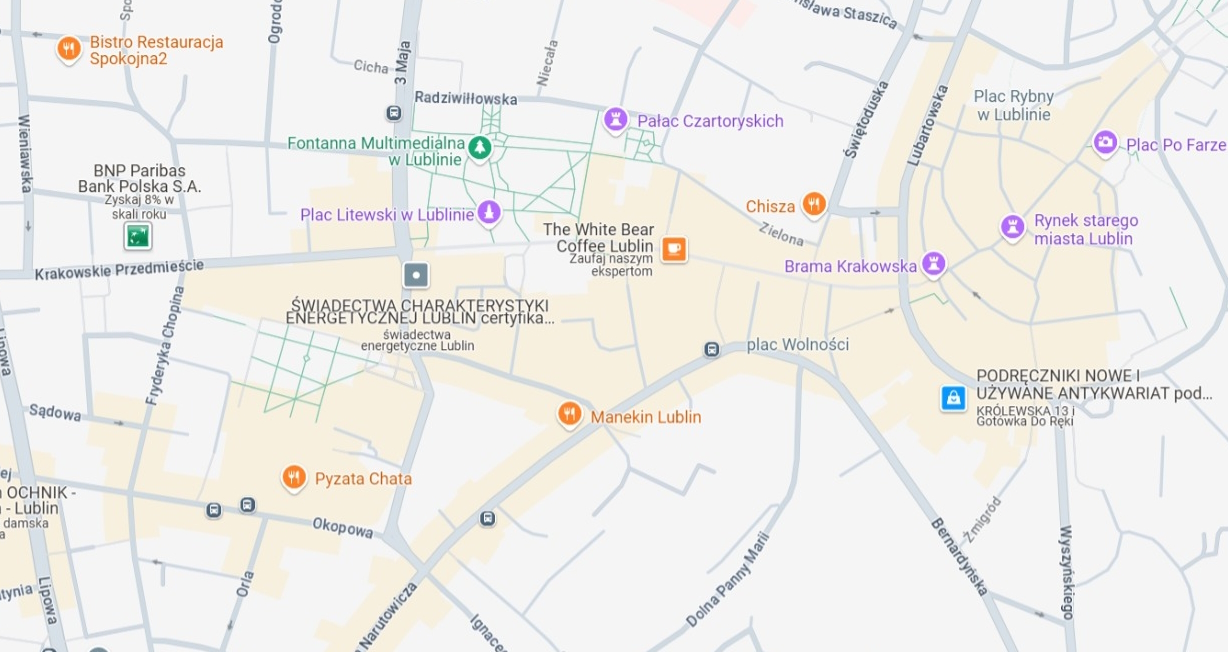 Bistro Restauracja
Spokojna2
Cicha
3 Maja
Niecała
Radziwiłłowska
Pałac Czartoryskich
Fontanna Multimedialna
w Lublinie
Świętoduska
Lubartowska
Plac Rybny
w Lublinie
Plac Po Farze
Wieniawska
BNP Paribas
Bank Polska S.A.
Zyskaj 8% w
skali roku
Plac Litewski w Lublinie
The White Bear
Coffee Lublin
Zaufaj naszym
ekspertom
Chisza
Zielona
Rynek starego
miasta Lublin
Brama Krakowska
Krakowskie Przedmieście
ŚWIADECTWA CHARAKTERYSTYKI
ENERGETYCZNEJ LUBLIN certyfika...
świadectwa
energetyczne Lublin
Fryderyka Chopina
plac Wolności
PODRĘCZNIKI NOWE I
UŻYWANE ANTYKWARIAT pod...
KRÓLEWSKA 13 i
Gotówka Do Ręki
Lipowa
Sądowa
Manekin Lublin
Pyzata Chata
OCHNIK -
- Lublin
damska
Okopowa
Orla
Lipowa
Narutowicza
Dolna Panny Marii
Bernardyńska
Żmigród
Wyszyńskiego